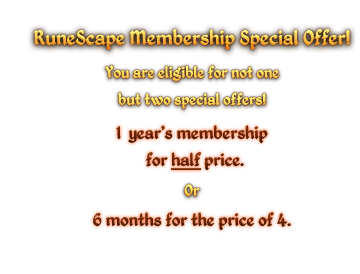 RuneScape Membership Special Offer!
You are eligible for not one
but two special offers!
1 year's membership
for half price.
Or
6 months for the price of 4.